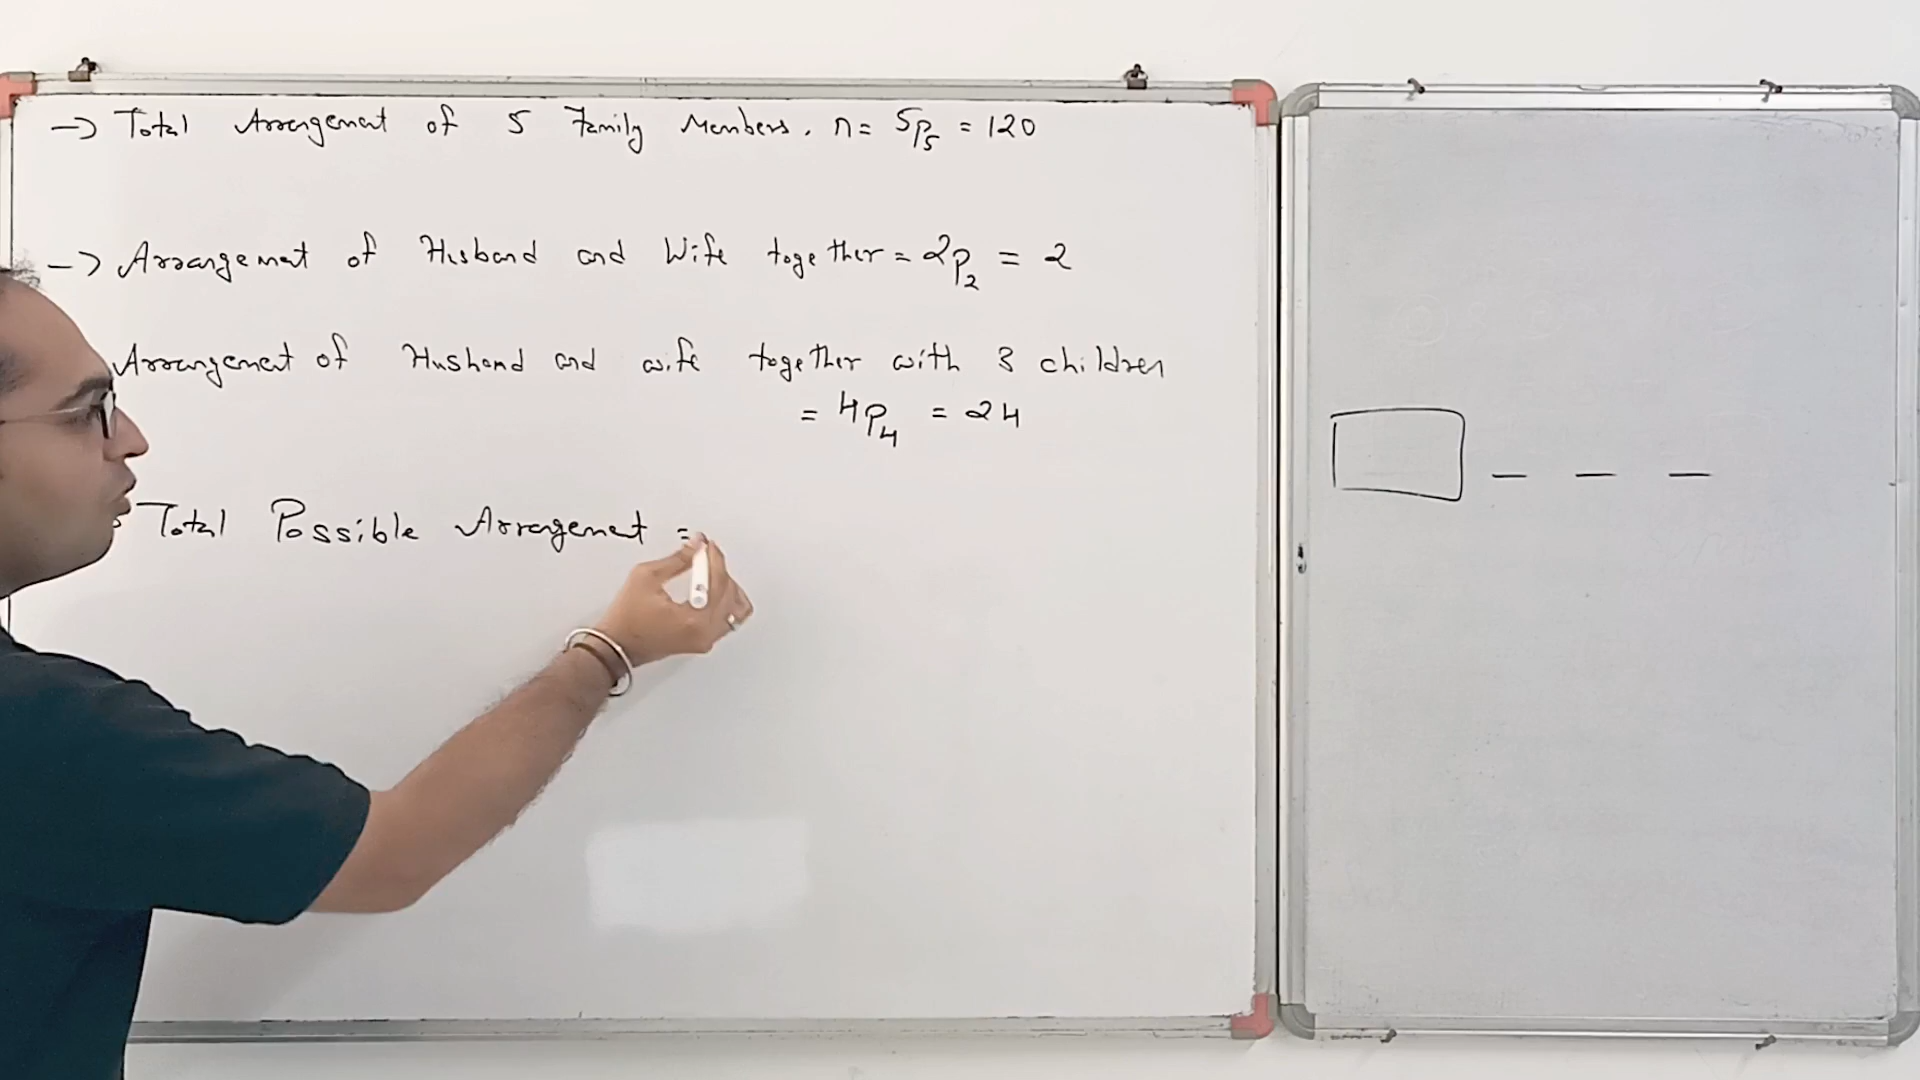 → Total Arrangement of 5 Family Members. n = 5P5 = 120
→ Arrangement of Husband and Wife together = 2P2 = 2
Arrangement of Husband and wife together with 3 children
= 4P4 = 24
Total Possible Arrangement =